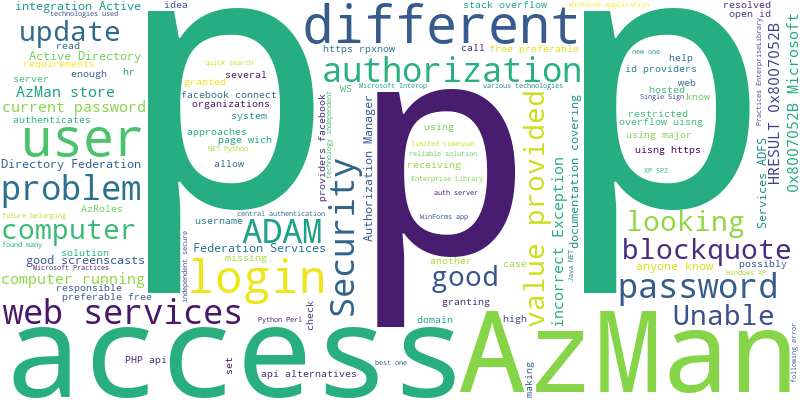 integration Active
technologies used
idea
different
stack overflow
WinForms application
resolved
open id
update
read
Active Directory
requirements
enough
hr
server
AzMan store
current password
authenticates
user
Directory Federation
problem
AzRoles
future belonging
computer
found many
solution
good screencasts
Microsoft Practices
computer running
responsible
preferable free
web services
p
quick search
several
granted
facebook connect
organizations
system
approaches
page wich
NET Python
allow
https rpxnow
call
free preferable
authorization
WS
Microsoft Interop
various technologies
providers facebook
technology independent
Security
Authorization Manager
p
using
limited timespan
reliable solution
receiving
Enterprise Library
auth server
WinForms app
value provided
incorrect Exception
documentation covering
Java NET
p
new one
help
id providers
web
hosted
Single Sign
know
restricted
overflow uisng
using major
uisng https
XP SP2
Practices EnterpriseLibrary
Services ADFS
HRESULT 0x8007052B
0x8007052B Microsoft
username
central authentication
ADAM
Federation Services
missing
independent secure
login
another
case
good
granting
looking
blockquote
anyone know
possibly
Windows XP
password
Unable
check
Python Perl
domain
high
access
AzMan
PHP api
set
api alternatives
best one
making
following error